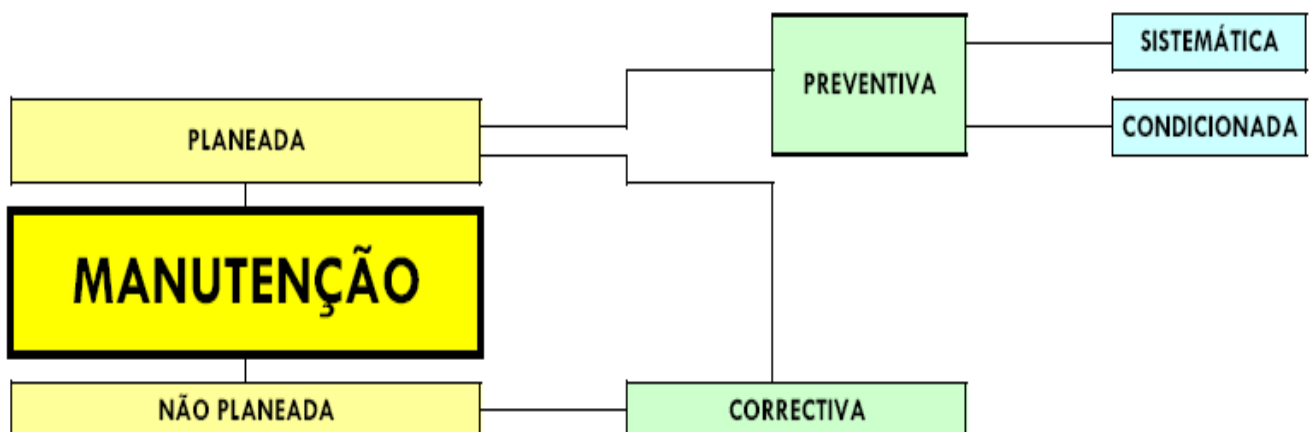 SISTEMÁTICA
PREVENTIVA
CONDICIONADA
PLANEADA
MANUTENÇÃO
NÃO PLANEADA
CORRECTIVA